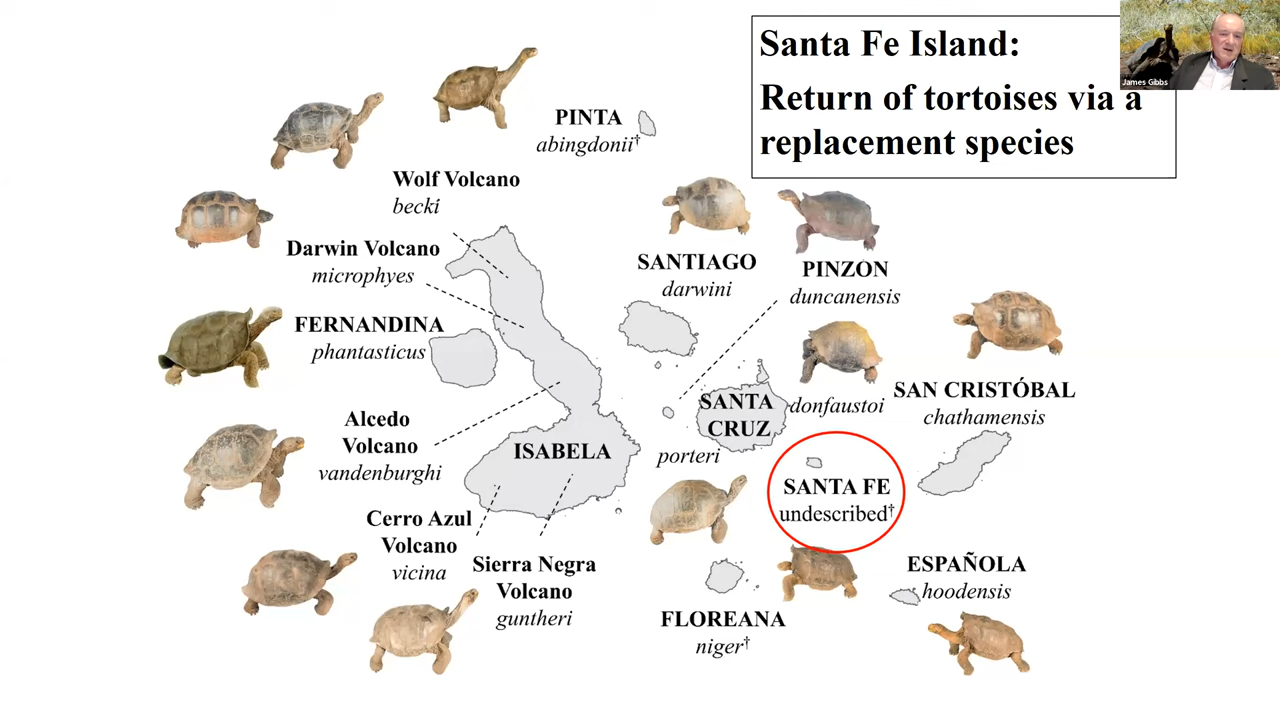 Santa Fe Island:
Return of tortoises via a
replacement species
James Gibbs
PINTA
abingdonii†
Wolf Volcano
becki
Darwin Volcano
microphyes
SANTIAGO
darwini
PINZON
duncanensis
FERNANDINA
phantasticus
SAN CRISTÓBAL
chathamensis
SANTA
CRUZ
donfaustoi
porteri
Alcedo
Volcano
vandenburghi
ISABELA
SANTA FE
undescribed†
Cerro Azul
Volcano
vicina
Sierra Negra
Volcano
guntheri
ESPAÑOLA
hoodensis
FLOREANA
niger†